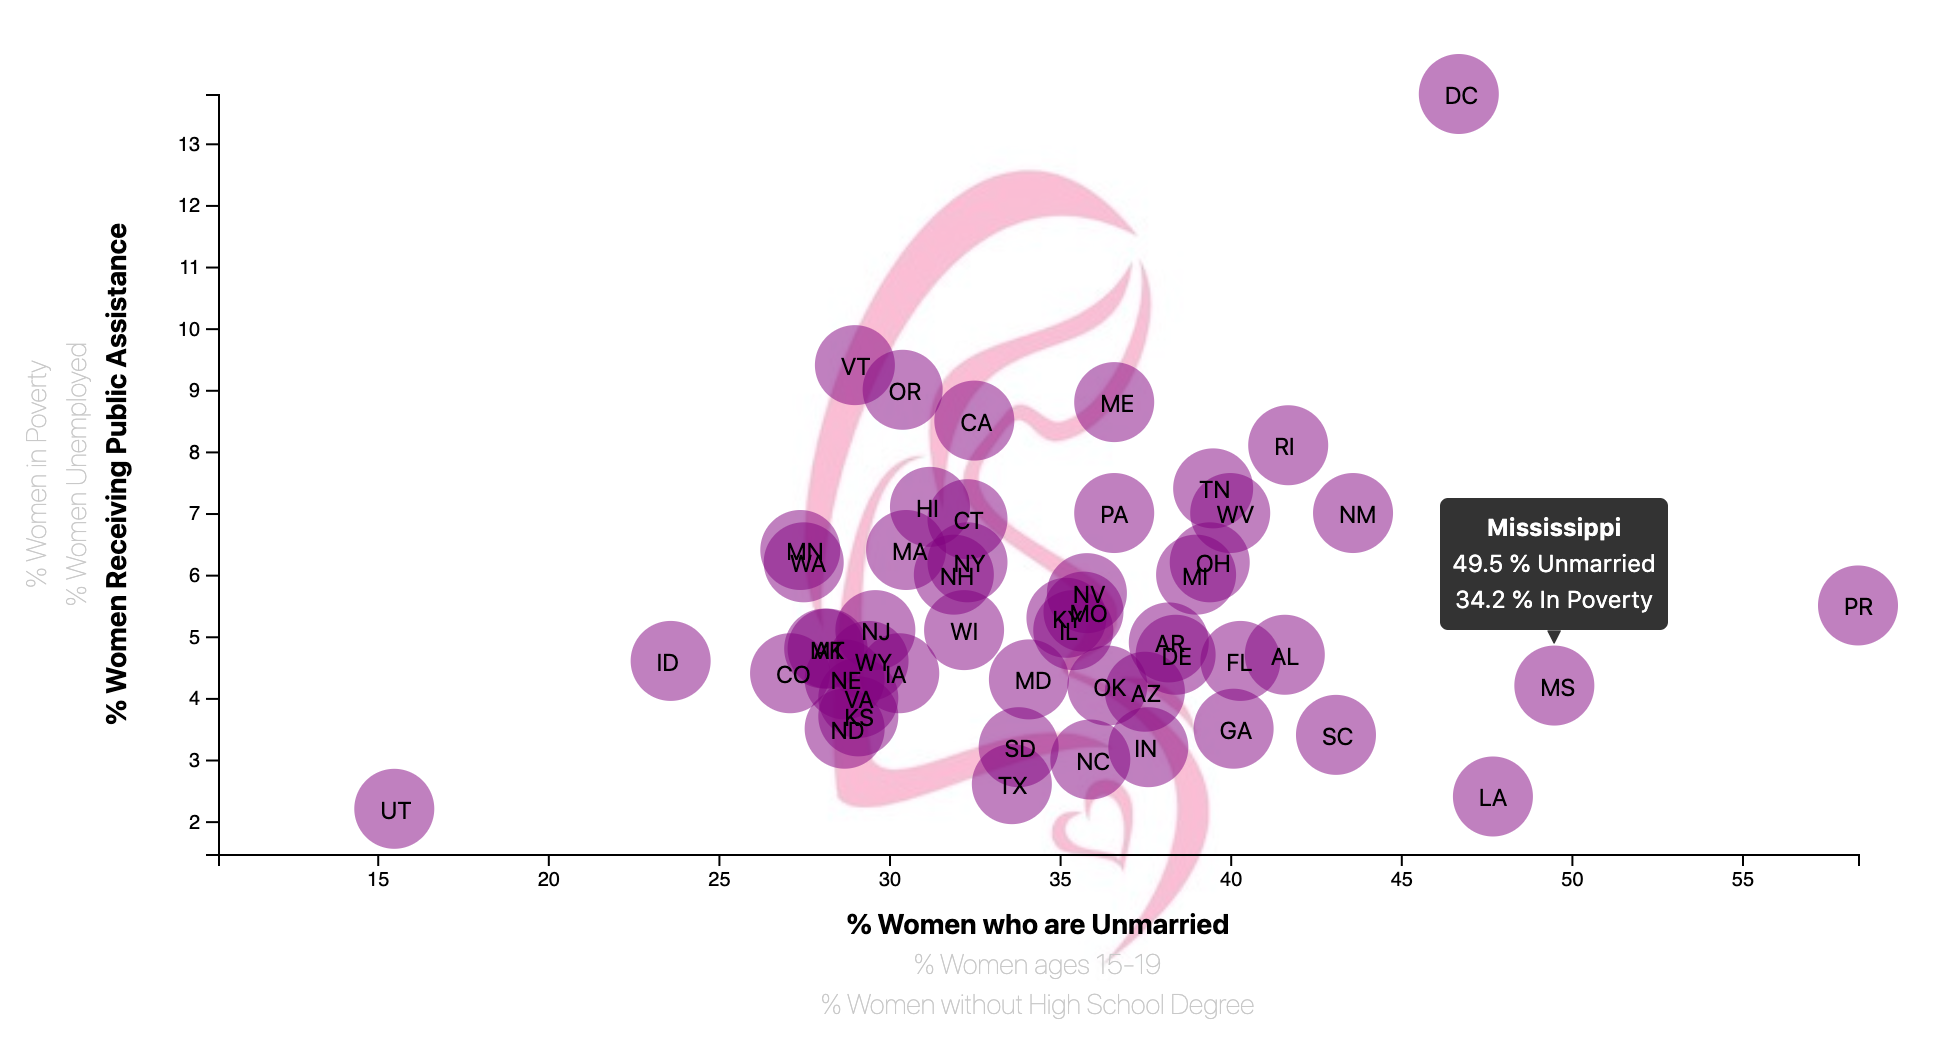 DC
13
12
11
10
VT
9
OR
ME
CA
RI
8
TN
HI
7
CT
PA
WV
NM
Mississippi
MN
MA
49.5 % Unmarried
WA
NY
OH
6
NH
MI
34.2 % In Poverty
NV
PR
MO
KY
5
NJ
WI
IL
AR
DE
ID
WY
FL
AL
CO
NE
IA
MD
OK
MS
4
VA
AZ
KS
ND
GA
SC
3
SD
NC
IN
TX
LA
2
UT
15
20
25
30
35
40
45
50
55
% Women in Poverty
% Women Unemployed
% Women Receiving Public Assistance
% Women who are Unmarried
% Women ages 15-19
% Women without High School Degree